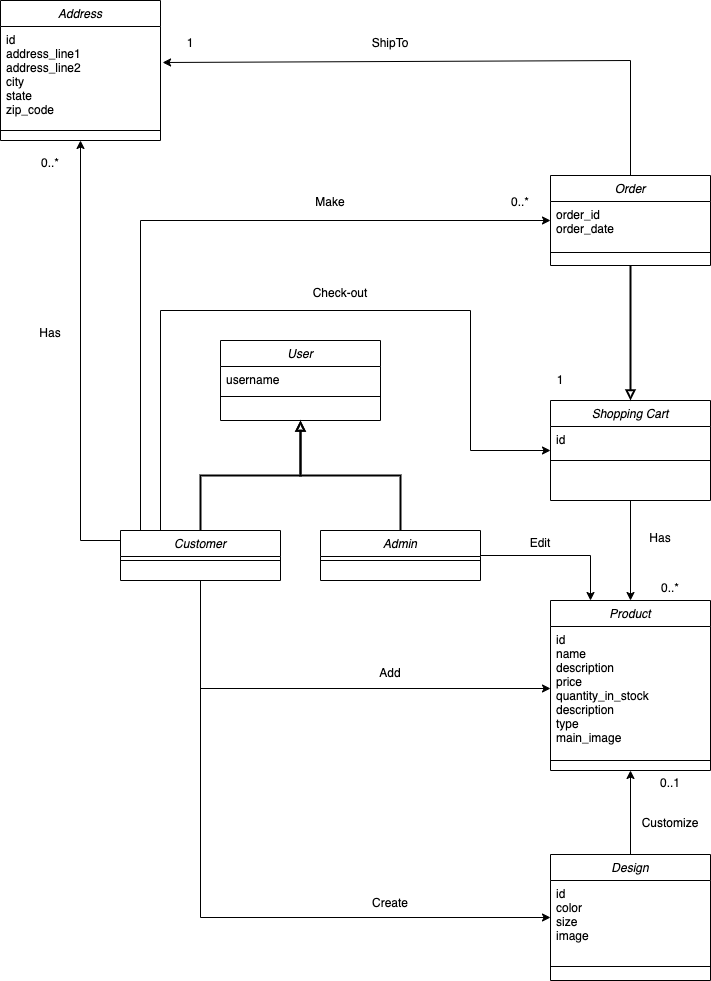 Address
id
address_line1
address_line2
city
state
zip_code
1
ShipTo
0..*
Order
order_id
order_date
Make
0..*
Check-out
Has
User
username
1
Shopping Cart
id
Customer
Admin
Edit
Has
0..*
Product
id
name
description
price
quantity_in_stock
description
type
main_image
Add
0..1
Customize
Design
id
color
size
image
Create